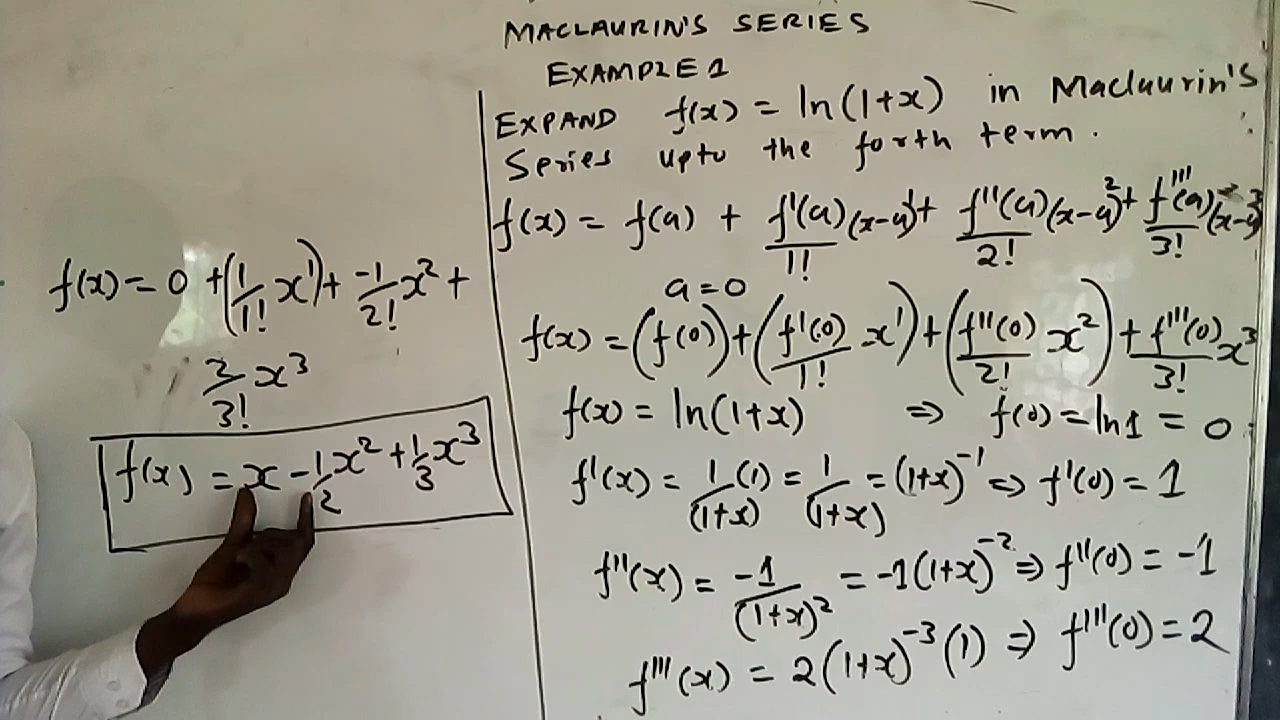 MACLAURIN'S SERIES
EXAMPLE 1
EXPAND f(x) = ln(1+x) in Maclaurin's
Series upto the forth term.
f(x) = f(a) + f'(a)/1! (x-a)¹ + f''(a)/2! (x-a)² + f'''(a)/3! (x-a)³
a = 0
f(x) = (f(0)) + (f'(0)/1! x¹) + (f''(0)/2! x²) + f'''(0)/3! x³
f(x) = ln(1+x) ⇒ f(0) = ln1 = 0
f'(x) = 1/(1+x) (1) = 1/(1+x) = (1+x)⁻¹ ⇒ f'(0) = 1
f''(x) = -1/(1+x)² = -1(1+x)⁻² ⇒ f''(0) = -1
f'''(x) = 2(1+x)⁻³(1) ⇒ f'''(0) = 2
f(x) = 0 + (1/1! x¹) + -1/2! x² +
2/3! x³
f(x) = x - 1/2 x² + 1/3 x³